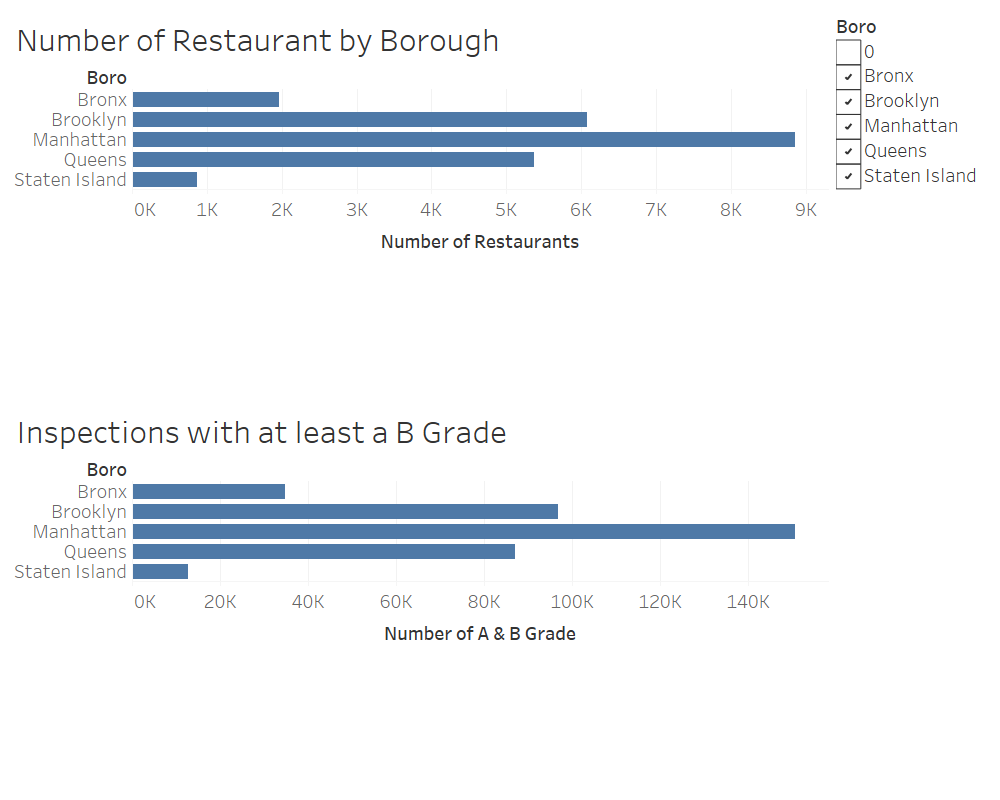 Number of Restaurant by Borough
Boro
Bronx
Brooklyn
Manhattan
Queens
Staten Island
0K 1K 2K 3K 4K 5K 6K 7K 8K 9K
Number of Restaurants
Boro
0
Bronx
Brooklyn
Manhattan
Queens
Staten Island
Inspections with at least a B Grade
Boro
Bronx
Brooklyn
Manhattan
Queens
Staten Island
0K 20K 40K 60K 80K 100K 120K 140K
Number of A & B Grade